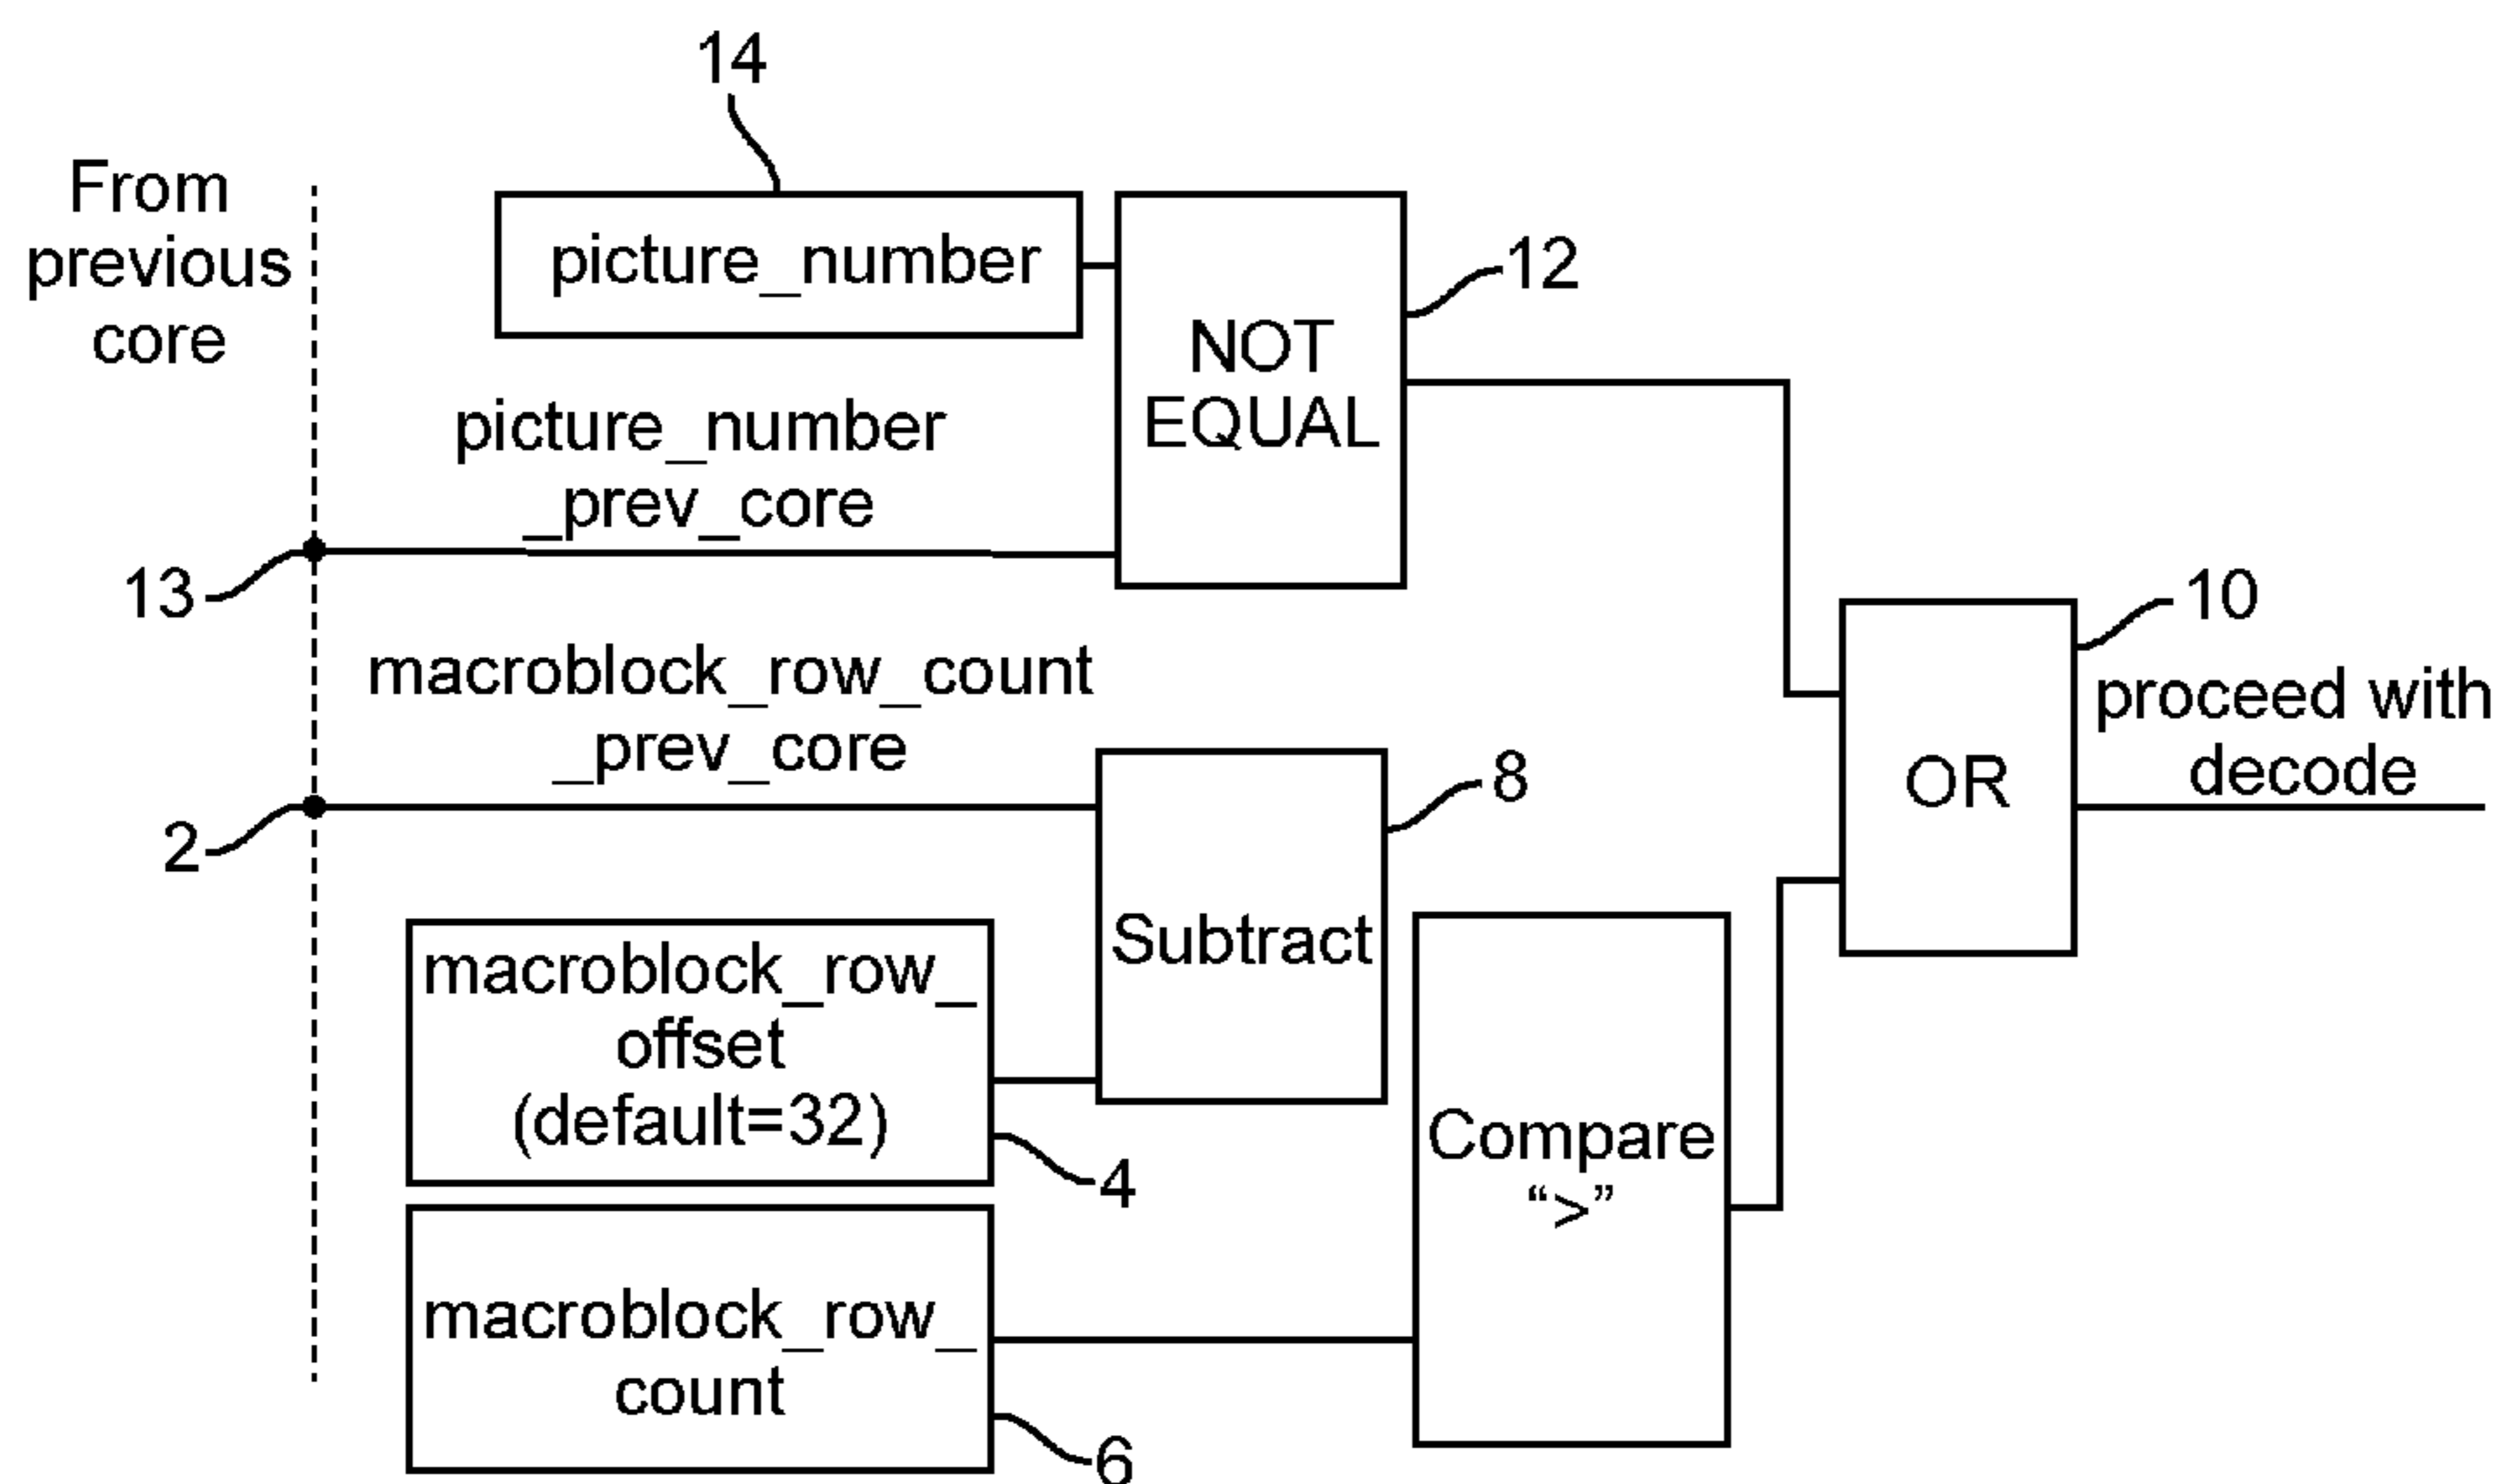 14
From
previous
core
picture_number
12
NOT
EQUAL
picture_number
_prev_core
13
10
macroblock_row_count
_prev_core
proceed with
decode
OR
8
2
Subtract
macroblock_row_
offset
(default=32)
4
Compare
“>”
macroblock_row_
count
6